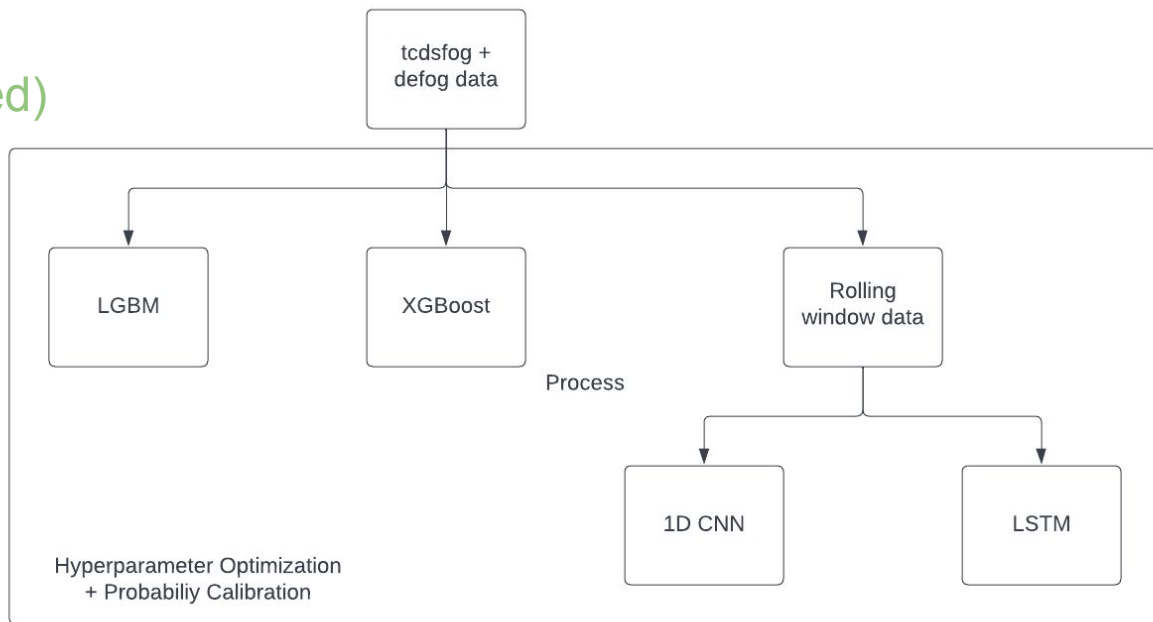 ed)
tcdsfog +
defog data
LGBM
XGBoost
Rolling
window data
Process
1D CNN
LSTM
Hyperparameter Optimization
+ Probabiliy Calibration